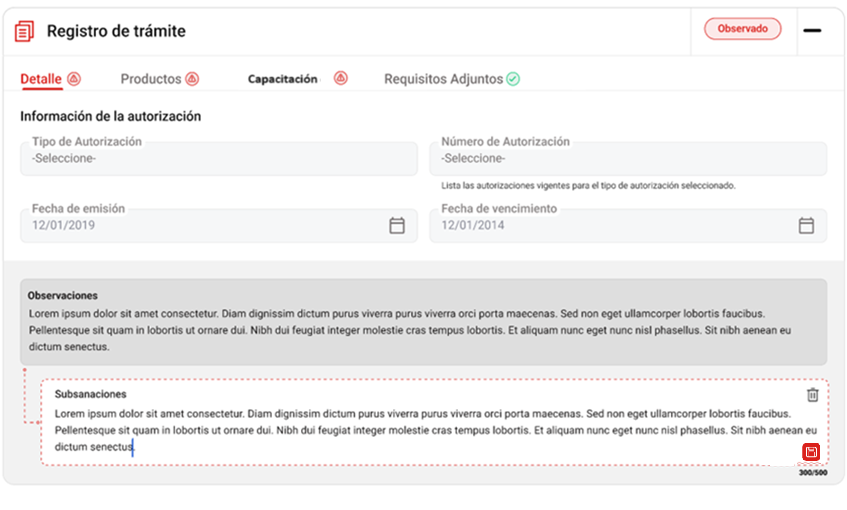 Registro de trámite
Observado
Detalle
Productos
Capacitación
Requisitos Adjuntos
Información de la autorización
Tipo de Autorización
-Seleccione-
Número de Autorización
-Seleccione-
Lista las autorizaciones vigentes para el tipo de autorización seleccionado.
Fecha de emisión
12/01/2019
Fecha de vencimiento
12/01/2014
Observaciones
Lorem ipsum dolor sit amet consectetur. Diam dignissim dictum purus viverra purus viverra orci porta maecenas. Sed non eget ullamcorper lobortis faucibus.
Pellentesque sit quam in lobortis ut ornare dui. Nibh dui feugiat integer molestie cras tempus lobortis. Et aliquam nunc eget nunc nisl phasellus. Sit nibh aenean eu
dictum senectus.
Subsanaciones
Lorem ipsum dolor sit amet consectetur. Diam dignissim dictum purus viverra purus viverra orci porta maecenas. Sed non eget ullamcorper lobortis faucibus.
Pellentesque sit quam in lobortis ut ornare dui. Nibh dui feugiat integer molestie cras tempus lobortis. Et aliquam nunc eget nunc nisl phasellus. Sit nibh aenean eu
dictum senectus.
300/500